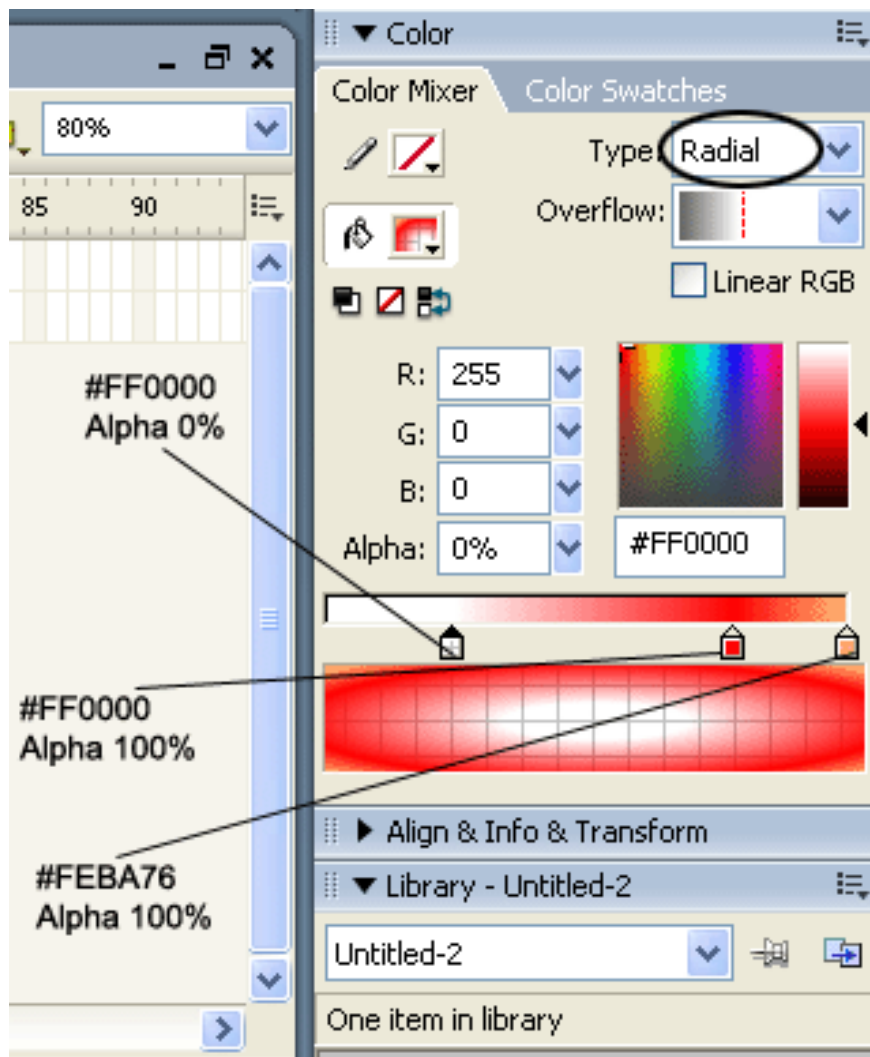 Color
Color Mixer Color Swatches
80%
Type: Radial
85 90
Overflow:
Linear RGB
#FF0000
Alpha 0%
R: 255
G: 0
B: 0
Alpha: 0% #FF0000
#FF0000
Alpha 100%
#FEBA76
Alpha 100%
Align & Info & Transform
Library - Untitled-2
Untitled-2
One item in library